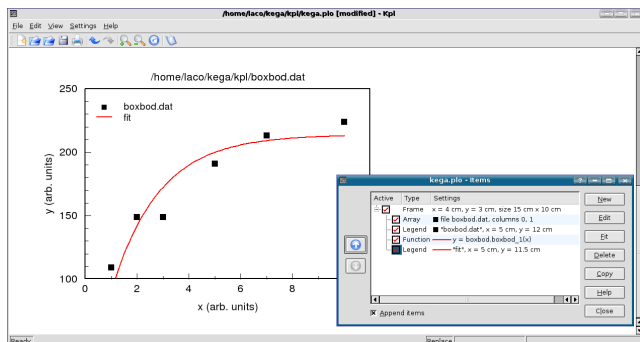 /home/laco/kega/kpl/kega.plo [modified] - Kpl
File Edit View Settings Help
/home/laco/kega/kpl/boxbod.dat
250
200
150
100
boxbod.dat
fit
y (arb. units)
0 2 4 6 8
x (arb. units)
kega.plo - Items
Active Type Settings
Frame x = 4 cm, y = 3 cm, size 15 cm x 10 cm
Array file boxbod.dat, columns 0, 1
Legend "boxbod.dat", x = 5 cm, y = 12 cm
Function y = boxbod.boxbod_1(x)
Legend "fit", x = 5 cm, y = 11.5 cm
Append items
New
Edit
Fit
Delete
Copy
Help
Close
Ready
Replace